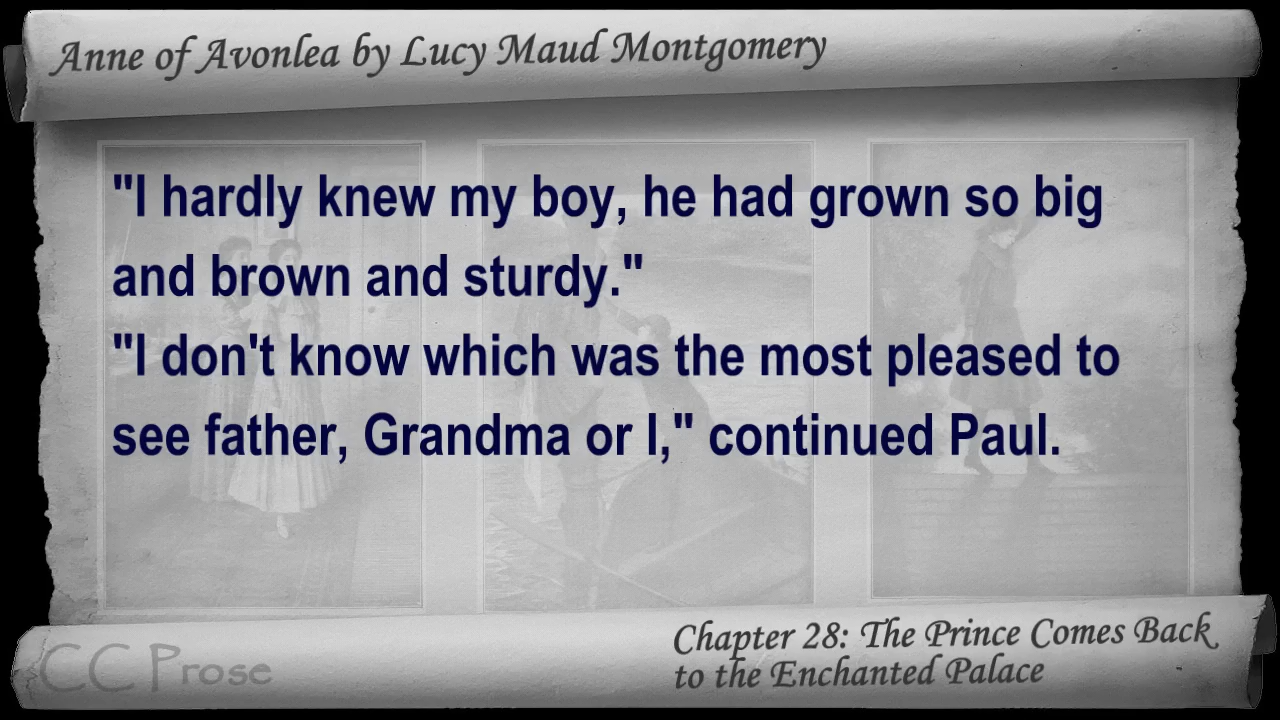 Anne of Avonlea by Lucy Maud Montgomery
"I hardly knew my boy, he had grown so big
and brown and sturdy."
"I don't know which was the most pleased to
see father, Grandma or I," continued Paul.
Chapter 28: The Prince Comes Back
to the Enchanted Palace
CC Prose